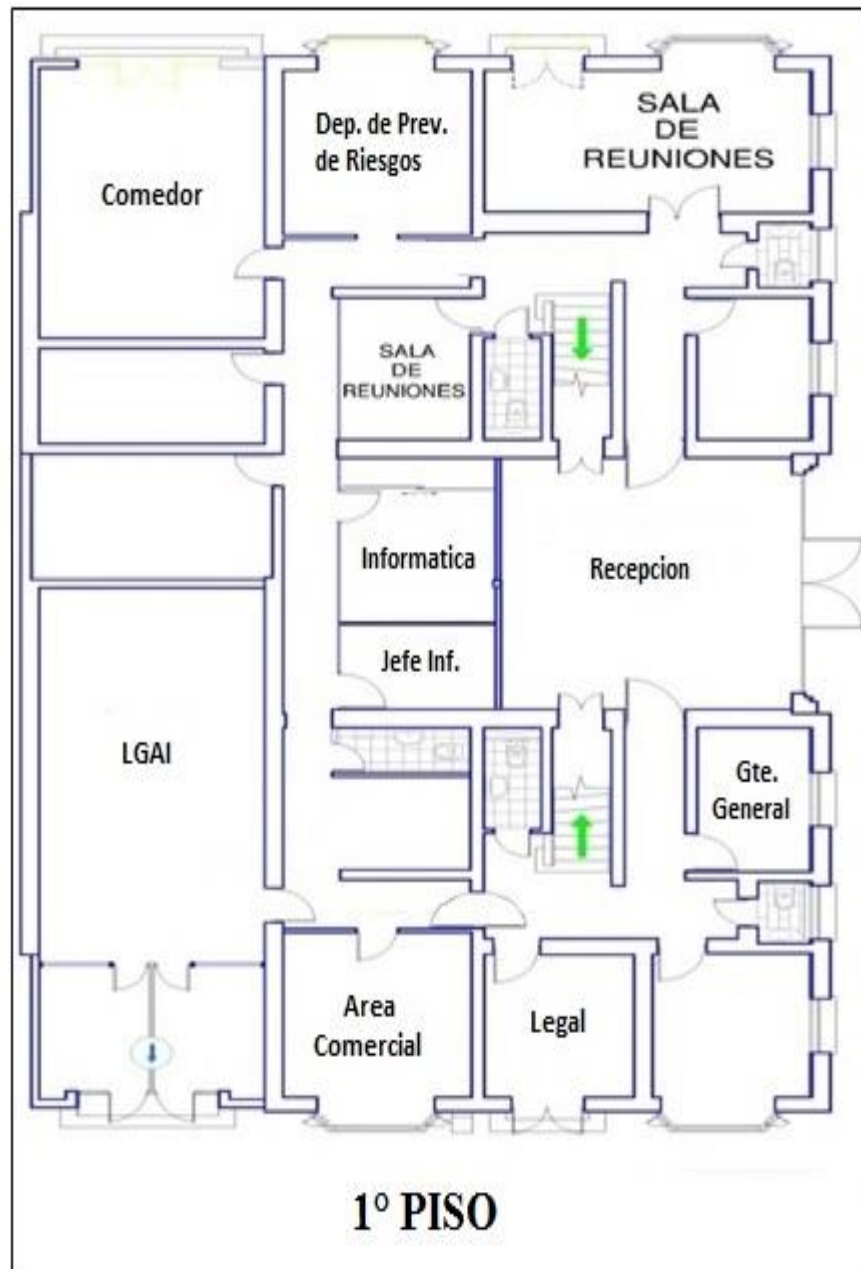 Dep. de Prev.
de Riesgos
SALA
DE
REUNIONES
Comedor
SALA
DE
REUNIONES
Informatica
Recepcion
Jefe Inf.
LGAI
Gte.
General
Area
Comercial
Legal
1° PISO